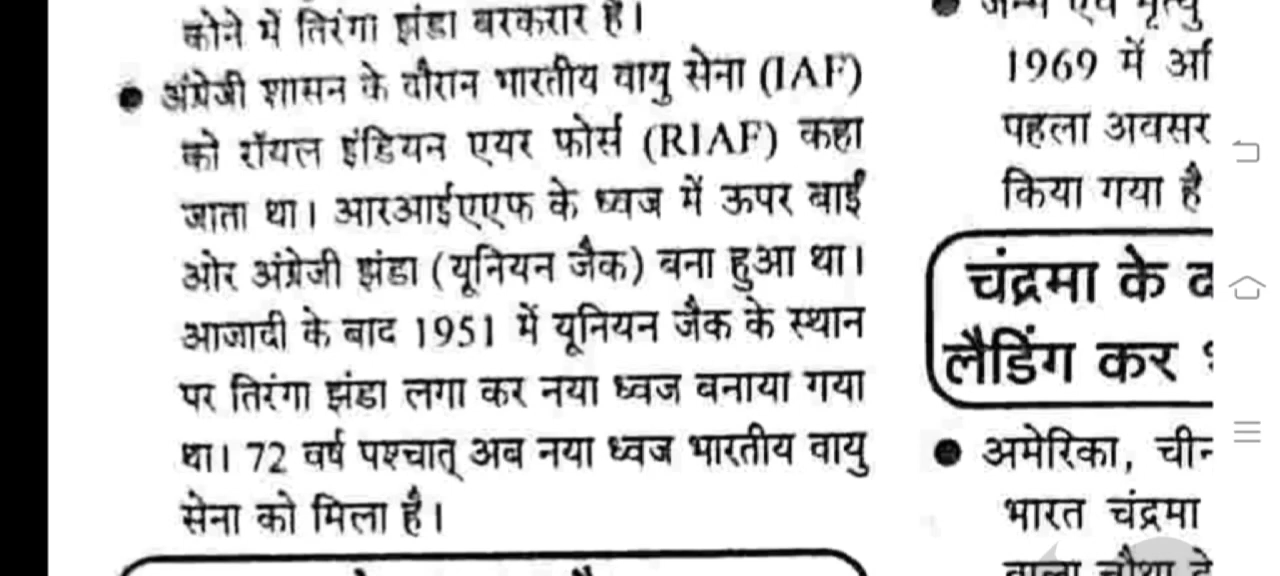 कोने में तिरंगा झंडा बरकरार है।
● अंग्रेजी शासन के दौरान भारतीय वायु सेना (IAF)
को रॉयल इंडियन एयर फोर्स (RIAF) कहा
जाता था। आरआईएएफ के ध्वज में ऊपर बाईं
ओर अंग्रेजी झंडा (यूनियन जैक) बना हुआ था।
आजादी के बाद 1951 में यूनियन जैक के स्थान
पर तिरंगा झंडा लगा कर नया ध्वज बनाया गया
था। 72 वर्ष पश्चात् अब नया ध्वज भारतीय वायु
सेना को मिला है।
● जन्म एवं मृत्यु
1969 में
पहला अवसर
किया गया है
चंद्रमा के
लैडिंग कर
● अमेरिका,
भारत चंद्रमा
वाला चौथा